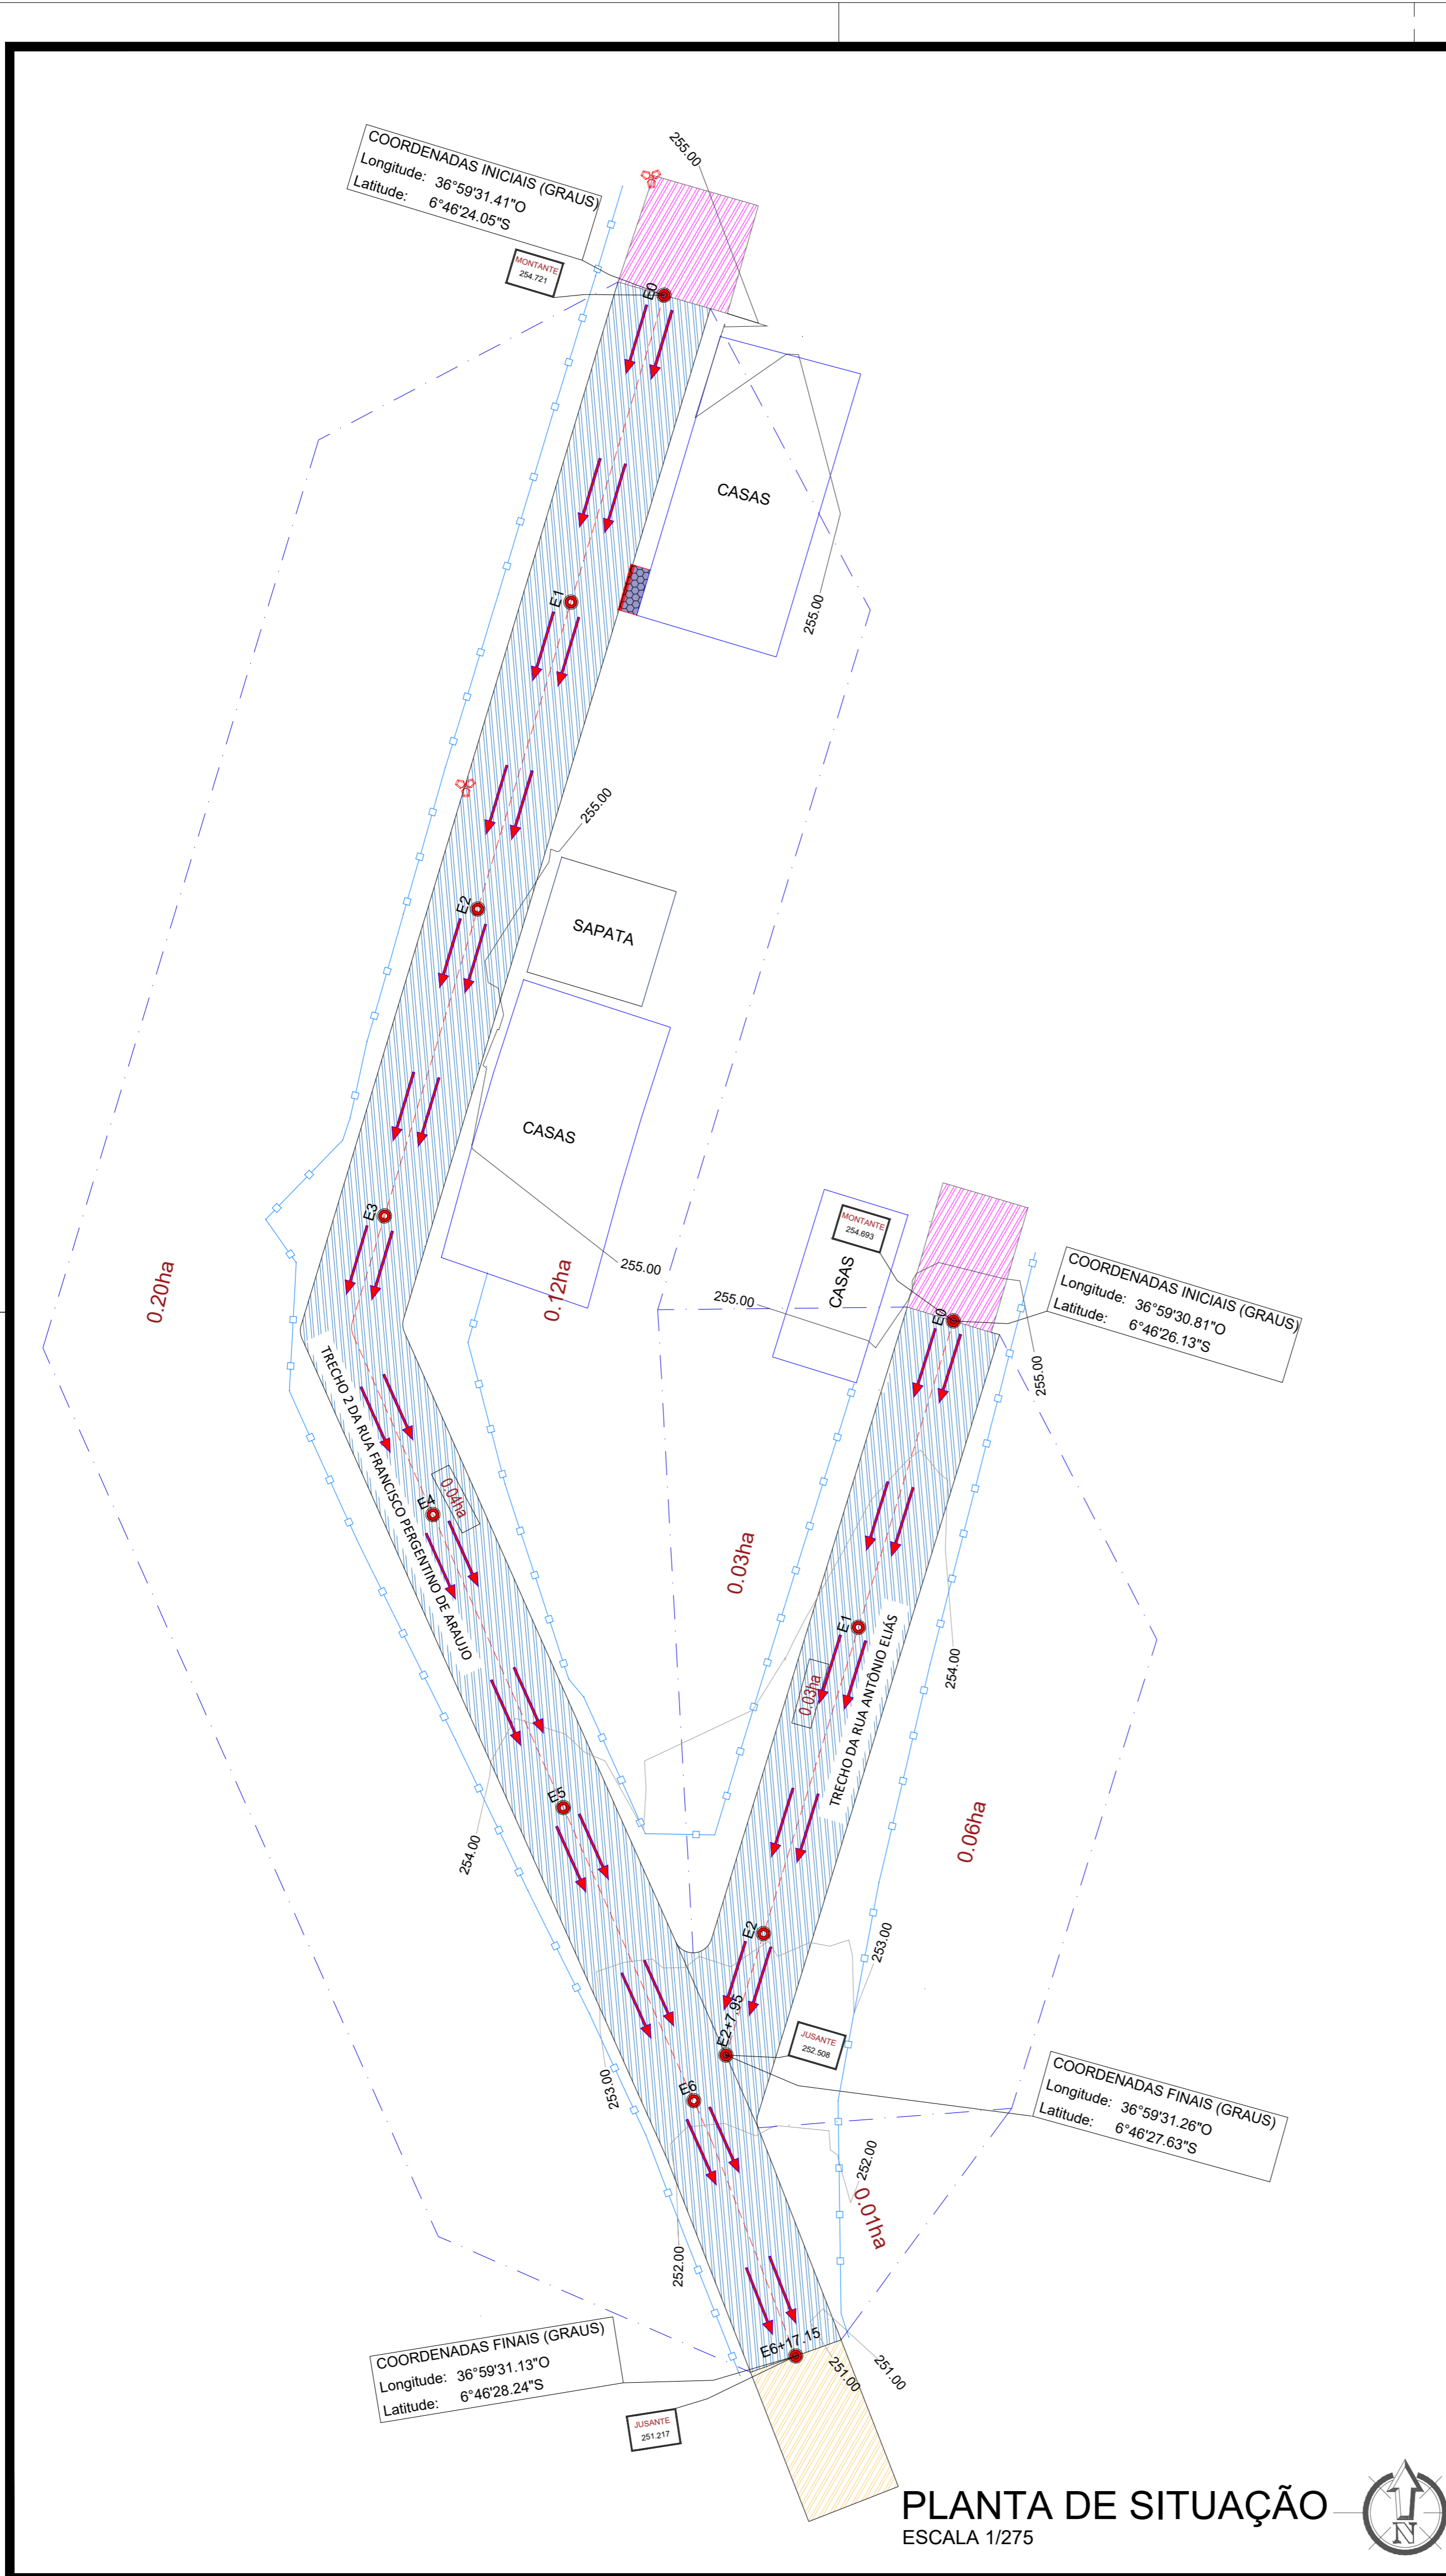 COORDENADAS INICIAIS (GRAUS)
Longitude: 36°59'31.41"O
Latitude: 6°46'24.05"S
255.00
MONTANTE
254.721
E0
CASAS
E1
255.00
255.00
E2
SAPATA
CASAS
E3
255.00
0.20ha
0.12ha
MONTANTE
254.693
CASAS
255.00
COORDENADAS INICIAIS (GRAUS)
Longitude: 36°59'30.81"O
Latitude: 6°46'26.13"S
E0
255.00
TRECHO 2 DA RUA FRANCISCO PERGENTINO DE ARAUJO
E4
0.04ha
0.03ha
E1
0.03ha
TRECHO DA RUA ANTÔNIO ELIÁS
254.00
E5
254.00
0.06ha
E2
253.00
E2+7.95
JUSANTE
252.508
253.00
E6
COORDENADAS FINAIS (GRAUS)
Longitude: 36°59'31.26"O
Latitude: 6°46'27.63"S
252.00
0.01ha
252.00
COORDENADAS FINAIS (GRAUS)
Longitude: 36°59'31.13"O
Latitude: 6°46'28.24"S
E6+17.15
251.00
251.00
JUSANTE
251.217
PLANTA DE SITUAÇÃO
ESCALA 1/275
N